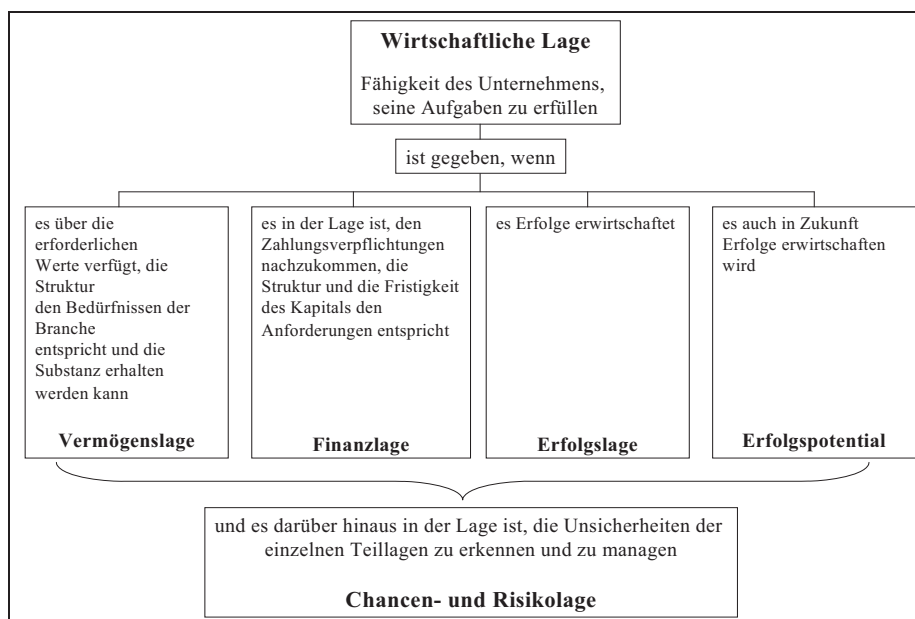 Wirtschaftliche Lage
Fähigkeit des Unternehmens,
seine Aufgaben zu erfüllen
ist gegeben, wenn
es über die
erforderlichen
Werte verfügt, die
Struktur
den Bedürfnissen der
Branche
entspricht und die
Substanz erhalten
werden kann
Vermögenslage
es in der Lage ist, den
Zahlungsverpflichtungen
nachzukommen, die
Struktur und die Fristigkeit
des Kapitals den
Anforderungen entspricht
Finanzlage
es Erfolge erwirtschaftet
Erfolgslage
es auch in Zukunft
Erfolge erwirtschaften
wird
Erfolgspotential
und es darüber hinaus in der Lage ist, die Unsicherheiten der
einzelnen Teillagen zu erkennen und zu managen
Chancen- und Risikolage